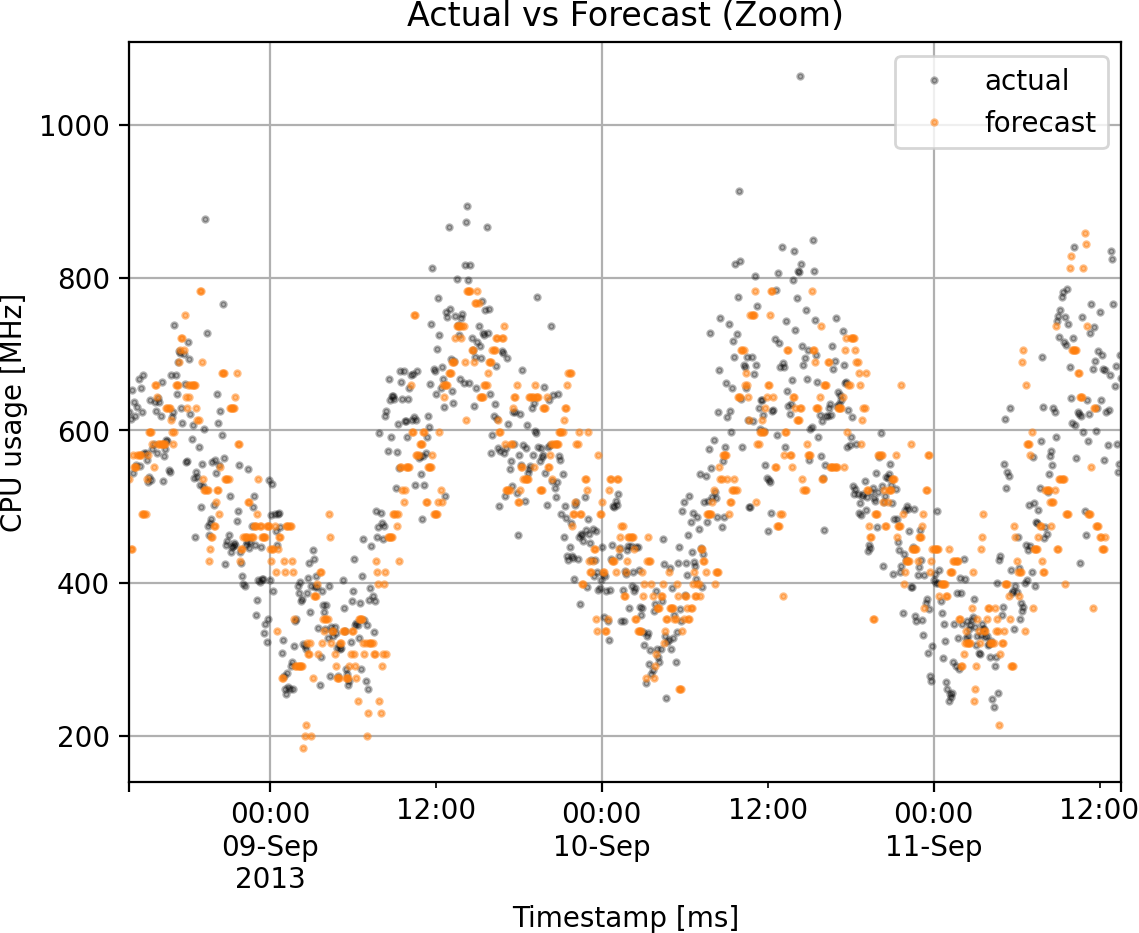 Actual vs Forecast (Zoom)
actual
forecast
CPU usage [MHz]
1000
800
600
400
200
00:00
09-Sep
2013
12:00
00:00
10-Sep
12:00
00:00
11-Sep
12:00
Timestamp [ms]